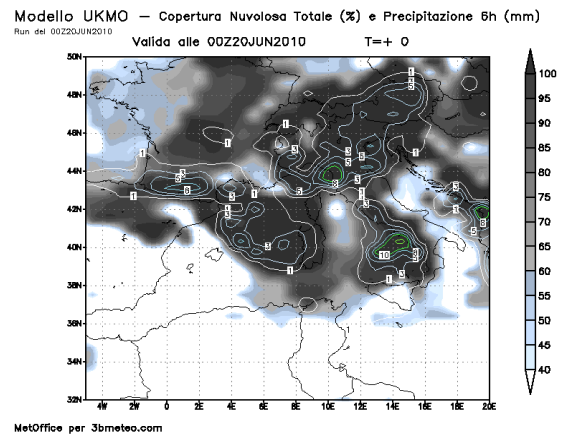 Modello UKMO – Copertura Nuvolosa Totale (%) e Precipitazione 6h (mm)
Run del 00Z20JUN2010
Valida alle 00Z20JUN2010 T=+ 0
50N
48N
46N
44N
42N
40N
38N
36N
34N
32N
4W 2W 0 2E 4E 6E 8E 10E 12E 14E 16E 18E 20E
100
95
90
85
80
75
70
65
60
55
50
45
40
10
MetOffice per 3bmeteo.com